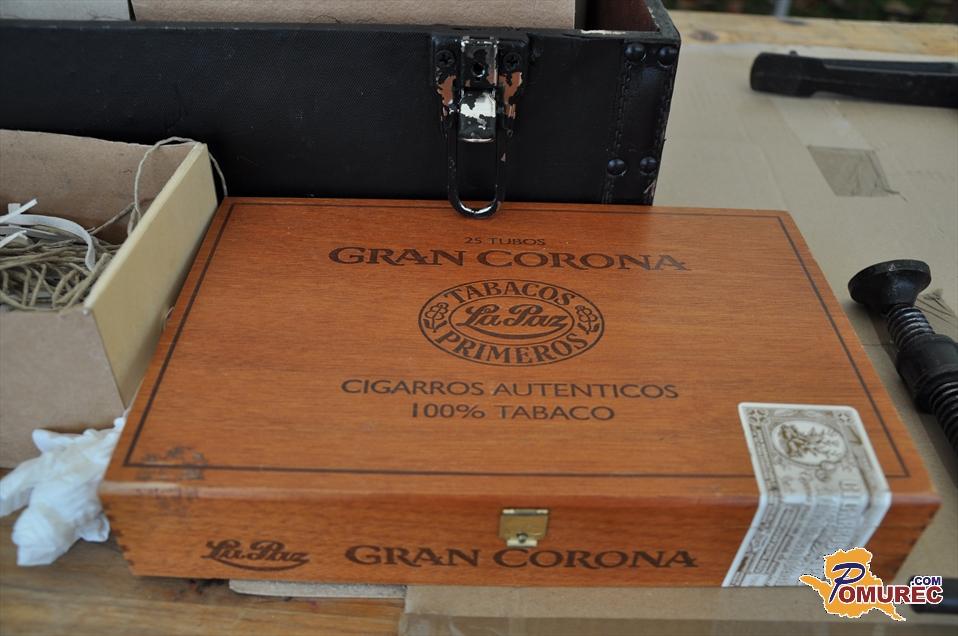 25 TUBOS
GRAN CORONA
TABACOS
La Paz
PRIMEROS
CIGARROS AUTENTICOS
100% TABACO
La Paz GRAN CORONA
POMUREC.COM